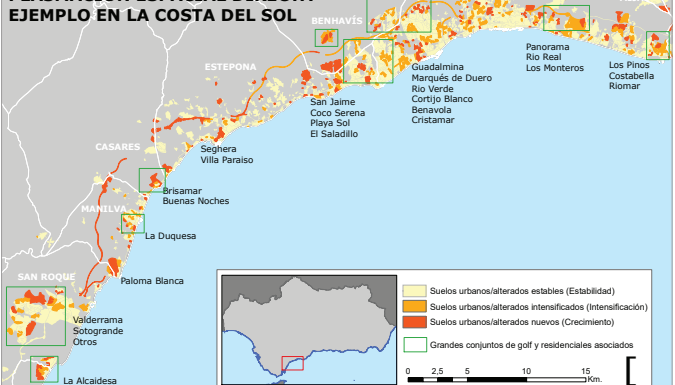 EJEMPLO EN LA COSTA DEL SOL
BENHAVÍS
ESTEPONA
Guadalmina
Marqués de Duero
Rio Verde
Cortijo Blanco
Benavola
Cristamar
Panorama
Rio Real
Los Monteros
Los Pinos
Costabella
Riomar
San Jaime
Coco Serena
Playa Sol
El Saladillo
CASARES
Seghera
Villa Paraiso
Brisamar
Buenas Noches
MANILVA
La Duquesa
SAN ROQUE
Paloma Blanca
Valderrama
Sotogrande
Otros
La Alcaidesa
Suelos urbanos/alterados estables (Estabilidad)
Suelos urbanos/alterados intensificados (Intensificación)
Suelos urbanos/alterados nuevos (Crecimiento)
Grandes conjuntos de golf y residenciales asociados
0 2,5 5 10 15
Km.